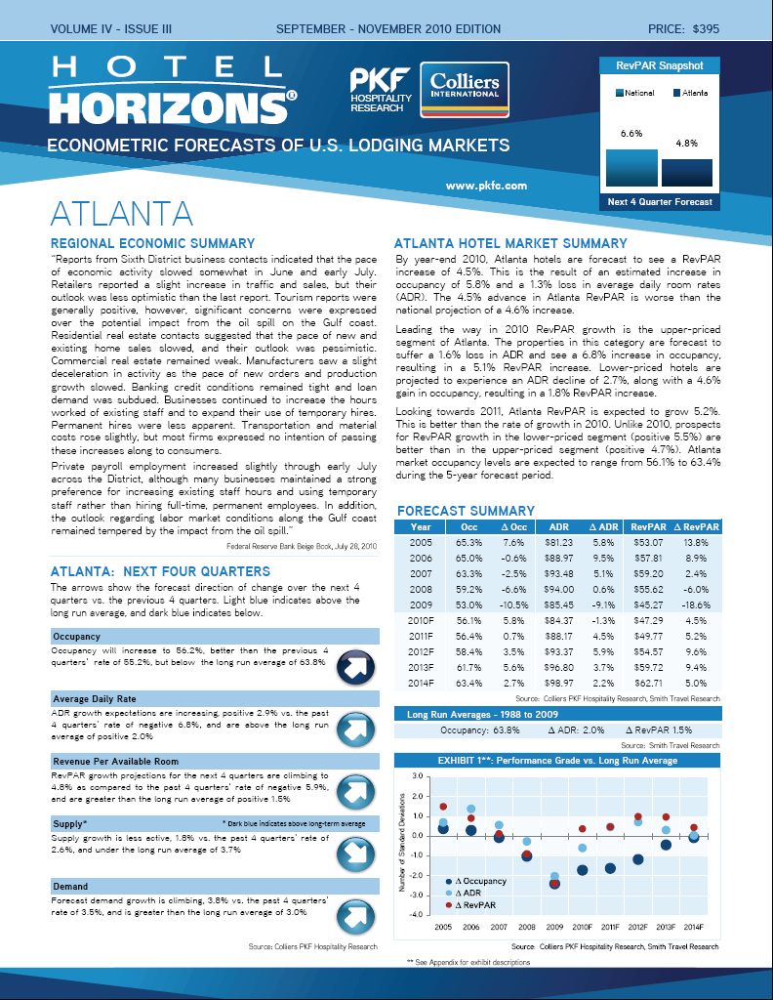 VOLUME IV - ISSUE III
SEPTEMBER - NOVEMBER 2010 EDITION
PRICE: $395
HOTEL
HORIZONS®
PKF
HOSPITALITY
RESEARCH
Colliers
INTERNATIONAL
ECONOMETRIC FORECASTS OF U.S. LODGING MARKETS
www.pkfc.com
RevPAR Snapshot
National
Atlanta
6.6%
4.8%
Next 4 Quarter Forecast
ATLANTA
REGIONAL ECONOMIC SUMMARY
"Reports from Sixth District business contacts indicated that the pace
of economic activity slowed somewhat in June and early July.
Retailers reported a slight increase in traffic and sales, but their
outlook was less optimistic than the last report. Tourism reports were
generally positive, however, significant concerns were expressed
over the potential impact from the oil spill on the Gulf coast.
Residential real estate contacts suggested that the pace of new and
existing home sales slowed, and their outlook was pessimistic.
Commercial real estate remained weak. Manufacturers saw a slight
deceleration in activity as the pace of new orders and production
growth slowed. Banking credit conditions remained tight and loan
demand was subdued. Businesses continued to increase the hours
worked of existing staff and to expand their use of temporary hires.
Permanent hires were less apparent. Transportation and material
costs rose slightly, but most firms expressed no intention of passing
these increases along to consumers.
Private payroll employment increased slightly through early July
across the District, although many businesses maintained a strong
preference for increasing existing staff hours and using temporary
staff rather than hiring full-time, permanent employees. In addition,
the outlook regarding labor market conditions along the Gulf coast
remained tempered by the impact from the oil spill."
Federal Reserve Bank Beige Book, July 28, 2010
ATLANTA: NEXT FOUR QUARTERS
The arrows show the forecast direction of change over the next 4
quarters vs. the previous 4 quarters. Light blue indicates above the
long run average, and dark blue indicates below.
Occupancy
Occupancy will increase to 56.2%, better than the previous 4
quarters' rate of 55.2%, but below the long run average of 63.8%
Average Daily Rate
ADR growth expectations are increasing, positive 2.9% vs. the past
4 quarters' rate of negative 6.8%, and are above the long run
average of positive 2.0%
Revenue Per Available Room
RevPAR growth projections for the next 4 quarters are climbing to
4.8% as compared to the past 4 quarters' rate of negative 5.9%,
and are greater than the long run average of positive 1.5%
Supply* * Dark blue indicates above long-term average
Supply growth is less active, 1.8% vs. the past 4 quarters' rate of
2.6%, and under the long run average of 3.7%
Demand
Forecast demand growth is climbing, 3.8% vs. the past 4 quarters'
rate of 3.5%, and is greater than the long run average of 3.0%
Source: Colliers PKF Hospitality Research
ATLANTA HOTEL MARKET SUMMARY
By year-end 2010, Atlanta hotels are forecast to see a RevPAR
increase of 4.5%. This is the result of an estimated increase in
occupancy of 5.8% and a 1.3% loss in average daily room rates
(ADR). The 4.5% advance in Atlanta RevPAR is worse than the
national projection of a 4.6% increase.
Leading the way in 2010 RevPAR growth is the upper-priced
segment of Atlanta. The properties in this category are forecast to
suffer a 1.6% loss in ADR and see a 6.8% increase in occupancy,
resulting in a 5.1% RevPAR increase. Lower-priced hotels are
projected to experience an ADR decline of 2.7%, along with a 4.6%
gain in occupancy, resulting in a 1.8% RevPAR increase.
Looking towards 2011, Atlanta RevPAR is expected to grow 5.2%.
This is better than the rate of growth in 2010. Unlike 2010, prospects
for RevPAR growth in the lower-priced segment (positive 5.5%) are
better than in the upper-priced segment (positive 4.7%). Atlanta
market occupancy levels are expected to range from 56.1% to 63.4%
during the 5-year forecast period.
FORECAST SUMMARY
Year Occ Δ Occ ADR Δ ADR RevPAR Δ RevPAR
2005 65.3% 7.6% $81.23 5.8% $53.07 13.8%
2006 65.0% -0.6% $88.97 9.5% $57.81 8.9%
2007 63.3% -2.5% $93.48 5.1% $59.20 2.4%
2008 59.2% -6.6% $94.00 0.6% $55.62 -6.0%
2009 53.0% -10.5% $85.45 -9.1% $45.27 -18.6%
2010F 56.1% 5.8% $84.37 -1.3% $47.29 4.5%
2011F 56.4% 0.7% $88.17 4.5% $49.77 5.2%
2012F 58.4% 3.5% $93.37 5.9% $54.57 9.6%
2013F 61.7% 5.6% $96.80 3.7% $59.72 9.4%
2014F 63.4% 2.7% $98.97 2.2% $62.71 5.0%
Source: Colliers PKF Hospitality Research, Smith Travel Research
Long Run Averages - 1988 to 2009
Occupancy: 63.8% Δ ADR: 2.0% Δ RevPAR 1.5%
Source: Smith Travel Research
EXHIBIT 1**: Performance Grade vs. Long Run Average
Number of Standard Deviations
3.0
2.0
1.0
0.0
-1.0
-2.0
-3.0
-4.0
Δ Occupancy
Δ ADR
Δ RevPAR
2005 2006 2007 2008 2009 2010F 2011F 2012F 2013F 2014F
Source: Colliers PKF Hospitality Research, Smith Travel Research
** See Appendix for exhibit descriptions